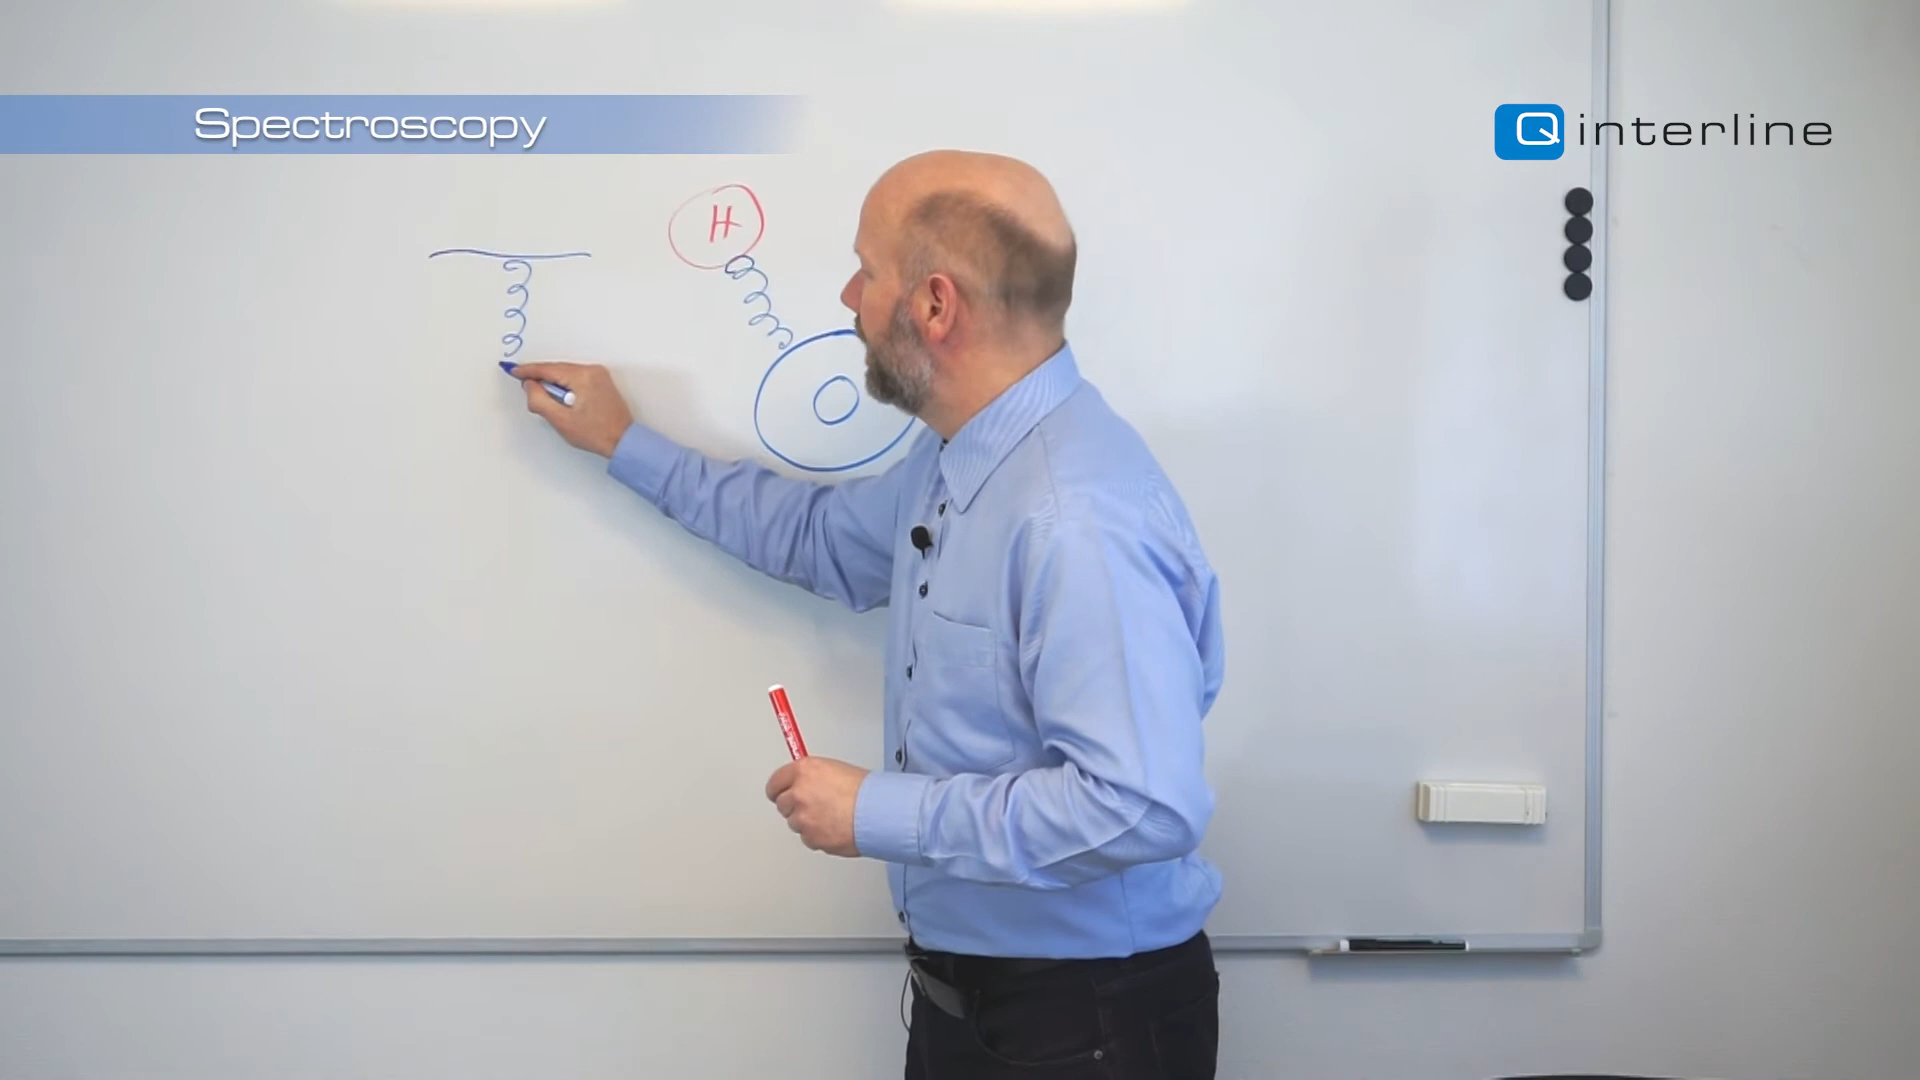 Spectroscopy
Q interline
H
O